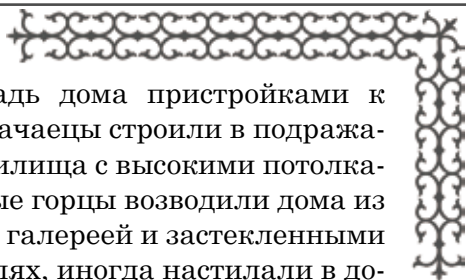 адь дома пристройками к
ачаецы строили в подража-
илища с высокими потолка-
ые горцы возводили дома из
галереей и застекленными
лях, иногда настилали в до-